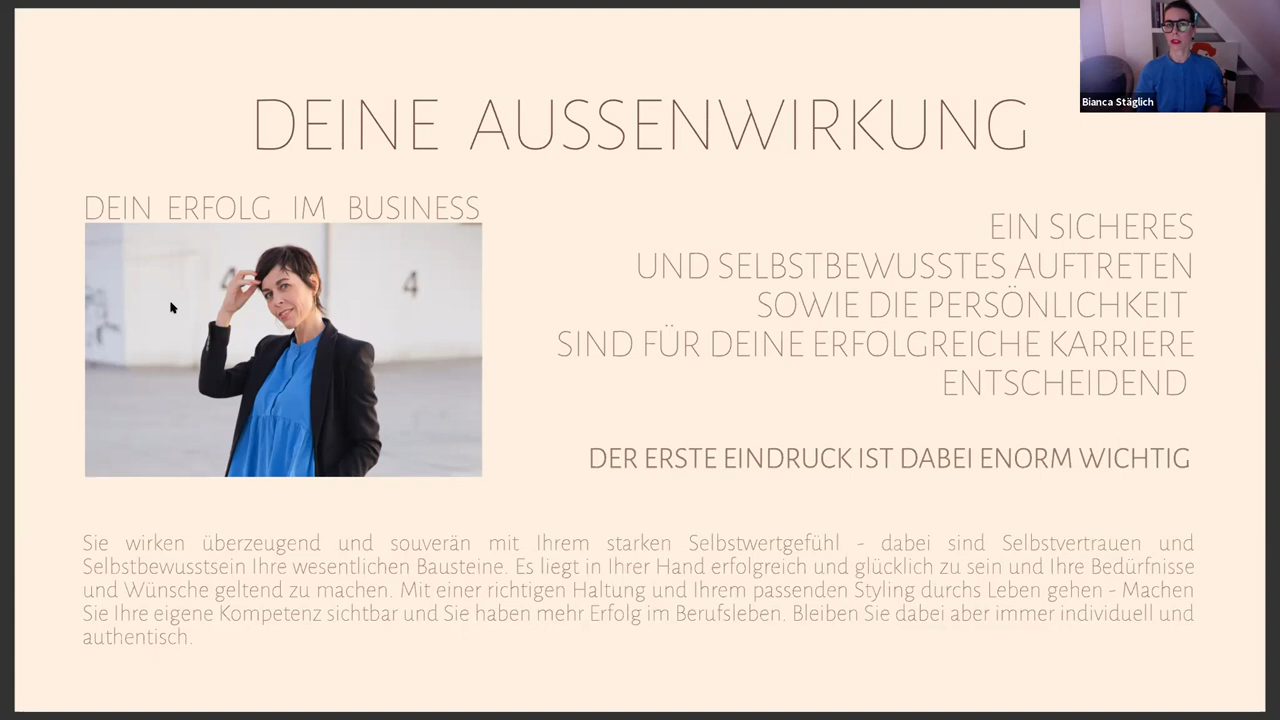 DEINE AUSSENWIRKUNG
DEIN ERFOLG IM BUSINESS
4
4
EIN SICHERES
UND SELBSTBEWUSSTES AUFTRETEN
SOWIE DIE PERSÖNLICHKEIT
SIND FÜR DEINE ERFOLGREICHE KARRIERE
ENTSCHEIDEND
DER ERSTE EINDRUCK IST DABEI ENORM WICHTIG
Sie wirken überzeugend und souverän mit Ihrem starken Selbstwertgefühl - dabei sind Selbstvertrauen und
Selbstbewusstsein Ihre wesentlichen Bausteine. Es liegt in Ihrer Hand erfolgreich und glücklich zu sein und Ihre Bedürfnisse
und Wünsche geltend zu machen. Mit einer richtigen Haltung und Ihrem passenden Styling durchs Leben gehen - Machen
Sie Ihre eigene Kompetenz sichtbar und Sie haben mehr Erfolg im Berufsleben. Bleiben Sie dabei aber immer individuell und
authentisch.
Bianca Stäglich